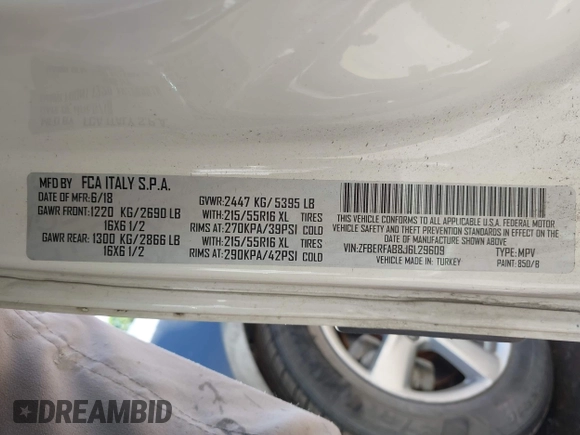 MFD BY FCA ITALY S.P.A.
DATE OF MFR:6/18 GVWR:2447 KG/5395 LB
GAWR FRONT:1220 KG/2690 LB WITH:215/55R16 XL TIRES
16X6 1/2 RIMS AT:270KPA/39PSI COLD
GAWR REAR:1300 KG/2866 LB WITH:215/55R16 XL TIRES
16X6 1/2 RIMS AT:290KPA/42PSI COLD
THIS VEHICLE CONFORMS TO ALL APPLICABLE U.S.A. FEDERAL MOTOR
VEHICLE SAFETY AND THEFT PREVENTION STANDARDS IN EFFECT ON
THE DATE OF MANUFACTURE SHOWN ABOVE.
VIN:ZFBERFAB8J6L29609 TYPE:MPV
VEHICLE MADE IN: TURKEY PAINT: 850/B
DREAMBID